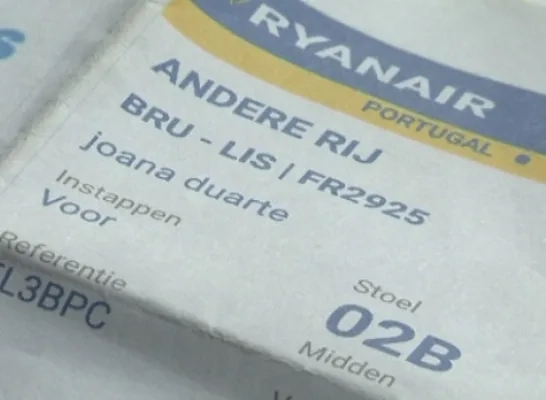 RYANAIR
PORTUGAL
ANDERE RIJ
BRU - LIS | FR2925
joana duarte
Instappen
Voor
Referentie
L3BPC
Stoel
02B
Midden